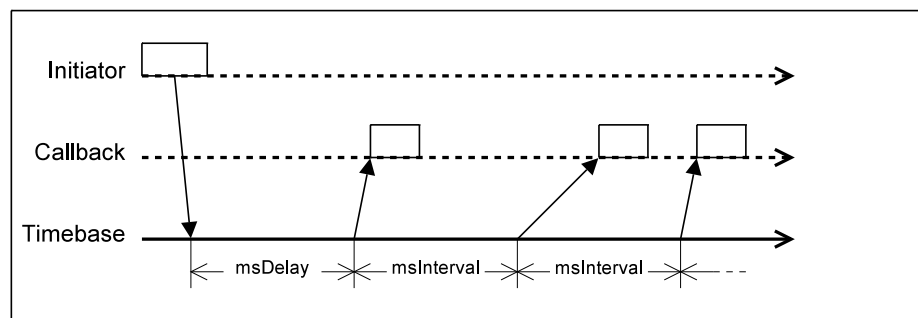 Initiator
Callback
Timebase
msDelay msInterval msInterval